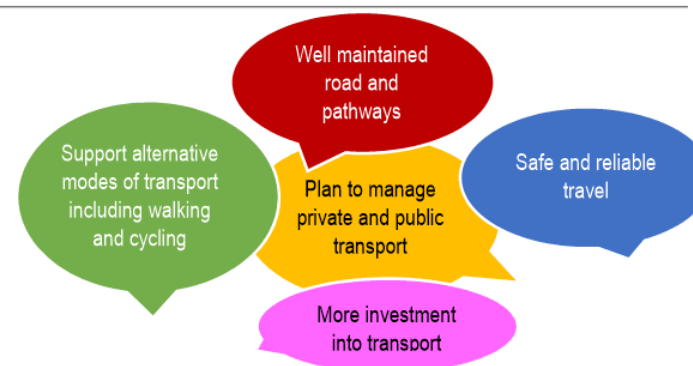 Well maintained
road and
pathways
Support alternative
modes of transport
including walking
and cycling
Plan to manage
private and public
transport
Safe and reliable
travel
More investment
into transport